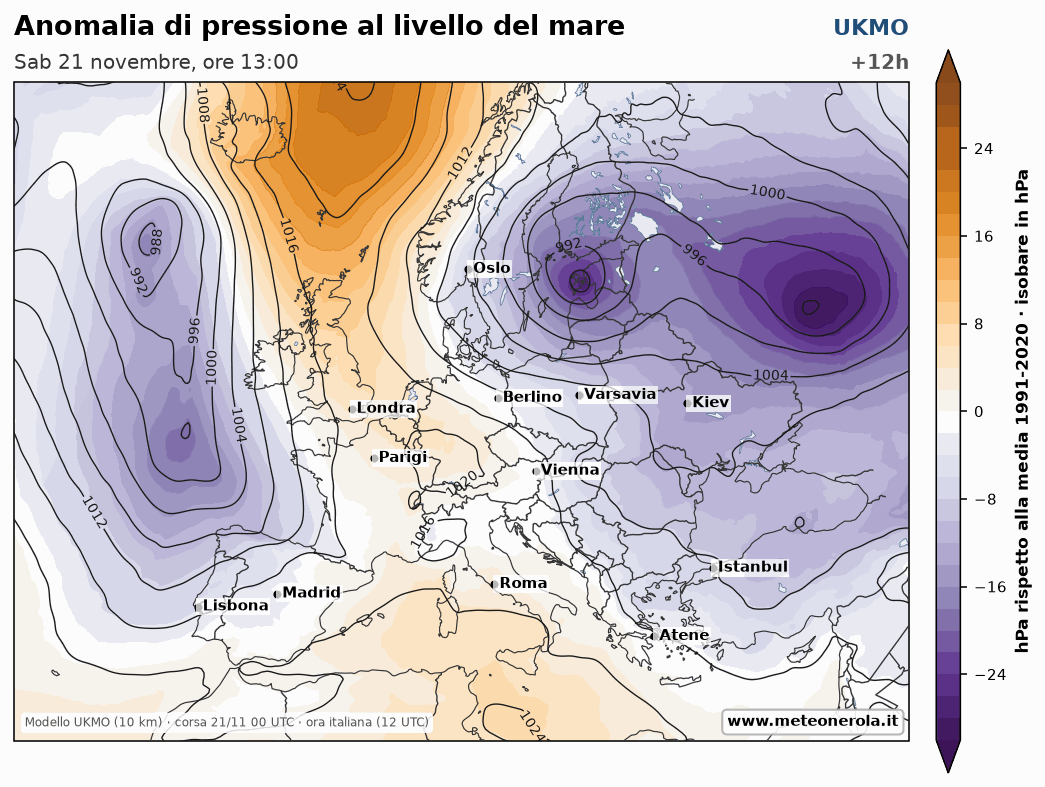 Anomalia di pressione al livello del mare
UKMO
Sab 21 novembre, ore 13:00
+12h
1008
1012
1000
1016
988
992
992
996
996
1000
1004
1004
1012
1020
1016
1024
Oslo
Berlino
Varsavia
Kiev
Londra
Parigi
Vienna
Istanbul
Roma
Madrid
Lisbona
Atene
24
16
8
0
−8
−16
−24
hPa rispetto alla media 1991-2020 · isobare in hPa
Modello UKMO (10 km) · corsa 21/11 00 UTC · ora italiana (12 UTC)
www.meteonerola.it